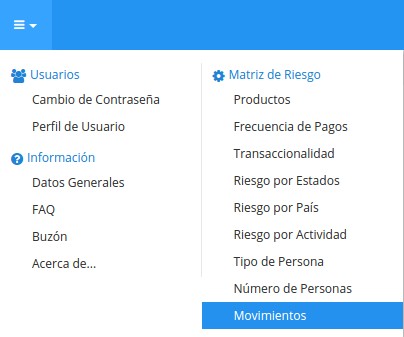 Usuarios
Cambio de Contraseña
Perfil de Usuario
Información
Datos Generales
FAQ
Buzón
Acerca de...
Matriz de Riesgo
Productos
Frecuencia de Pagos
Transaccionalidad
Riesgo por Estados
Riesgo por País
Riesgo por Actividad
Tipo de Persona
Número de Personas
Movimientos